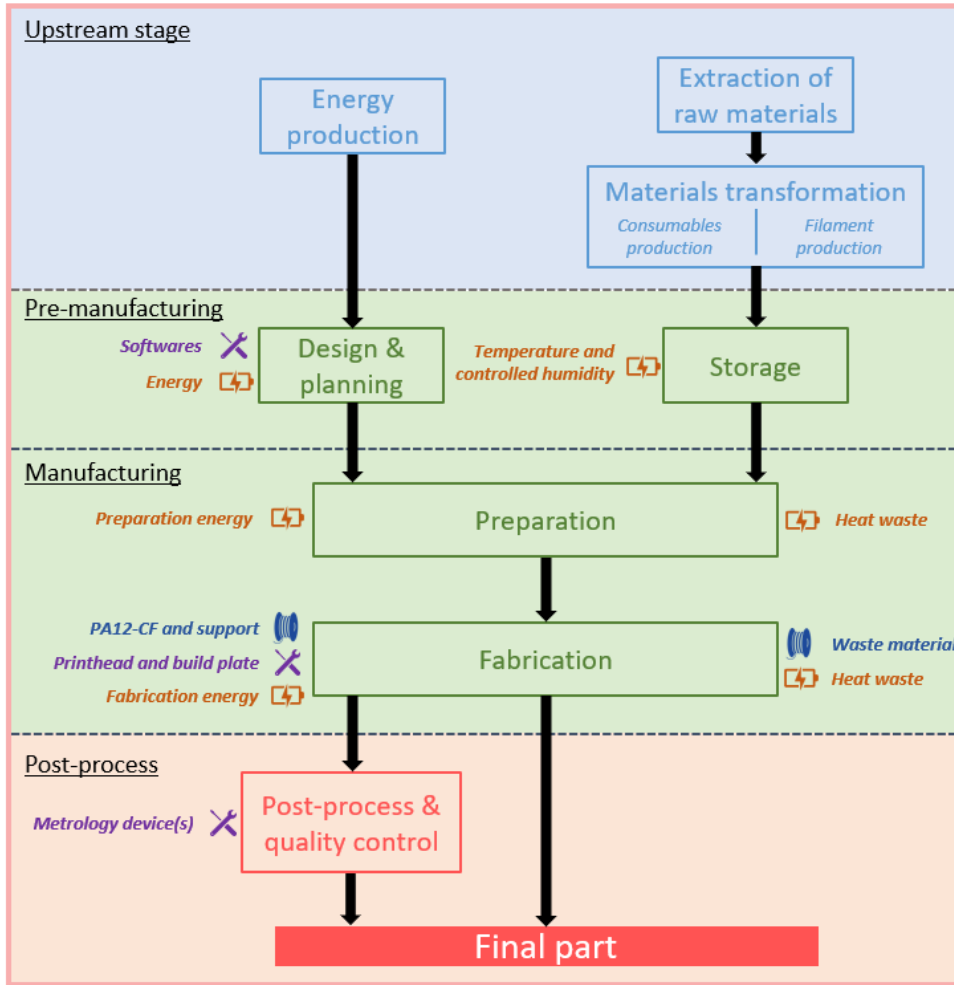 Upstream stage
Energy
production
Extraction of
raw materials
Materials transformation
Consumables
production
Filament
production
Pre-manufacturing
Softwares
Energy
Design &
planning
Temperature and
controlled humidity
Storage
Manufacturing
Preparation energy
Preparation
Heat waste
PA12-CF and support
Printhead and build plate
Fabrication energy
Fabrication
Waste material
Heat waste
Post-process
Metrology device(s)
Post-process &
quality control
Final part